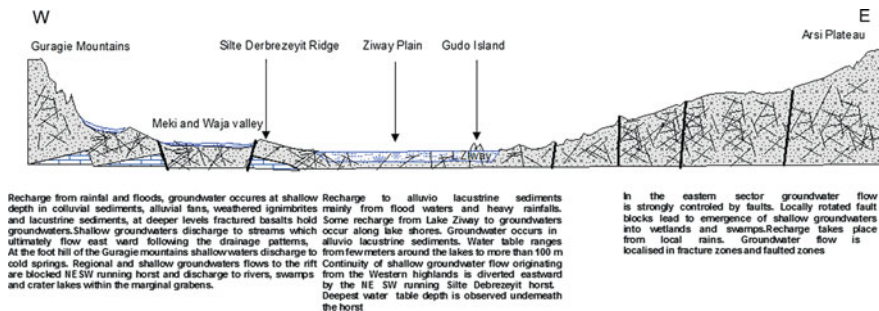 W
E
Guragie Mountains
Silte Derbrezeyit Ridge
Ziway Plain
Gudo Island
Arsi Plateau
Meki and Waja valley
Ziway
Recharge from rainfal and floods, groundwater occures at shallow
depth in colluvial sediments, alluvial fans, weathered ignimbrites
and lacustrine sediments, at deeper levels fractured basalts hold
groundwaters.Shallow groundwaters discharge to streams which
ultimately flow east ward following the drainage patterns,
At the foot hill of the Guragie mountains shallow waters discharge to
cold springs. Regional and shallow groundwaters flows to the rift
are blocked NE SW running horst and discharge to rivers, swamps
and crater lakes within the marginal grabens.
Recharge to alluvio lacustrine sediments
mainly from flood waters and heavy rainfalls.
Some recharge from Lake Ziway to groundwaters
occur along lake shores. Groundwater occurs in
alluvio lacustrine sediments. Water table ranges
from few meters around the lakes to more than 100 m
Continuity of shallow groundwater flow originating
from the Western highlands is diverted eastward
by the NE SW running Silte Debrezeyit horst.
Deepest water table depth is observed underneath
the horst
In the eastern sector groundwater flow
is strongly controled by faults. Locally rotated fault
blocks lead to emergence of shallow groundwaters
into wetlands and swamps.Recharge takes place
from local rains. Groundwater flow is
localised in fracture zones and faulted zones